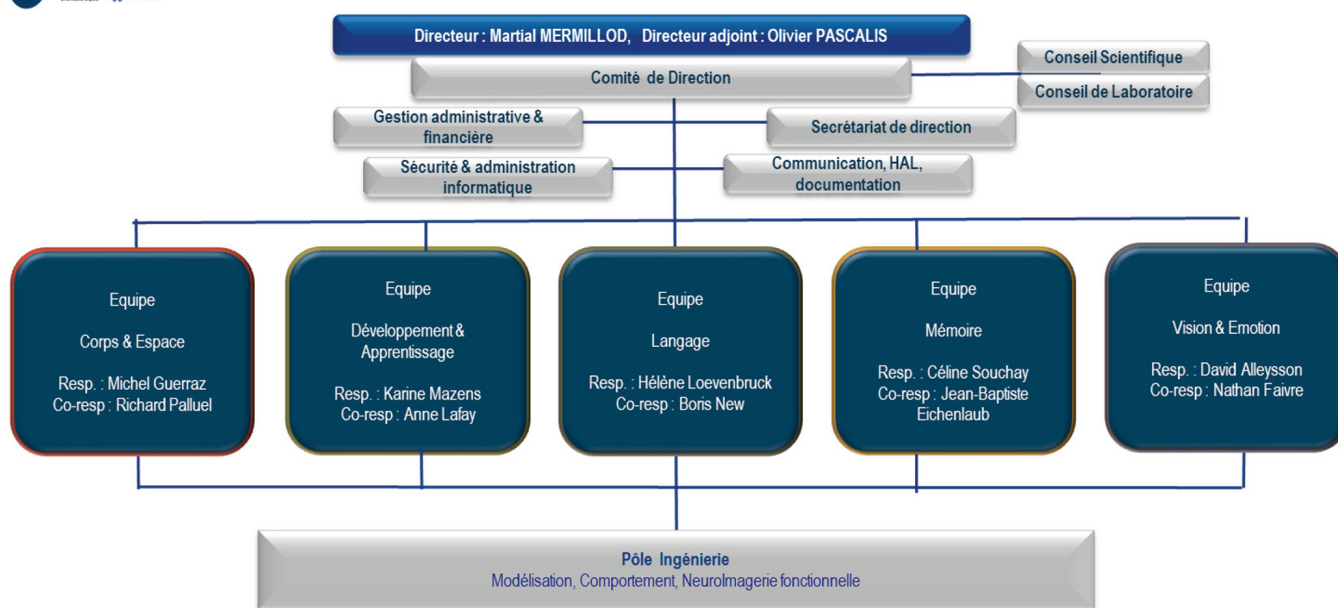 Directeur : Martial MERMILLOD, Directeur adjoint : Olivier PASCALIS
Comité de Direction
Conseil Scientifique
Conseil de Laboratoire
Gestion administrative &
financière
Secrétariat de direction
Sécurité & administration
informatique
Communication, HAL,
documentation
Equipe
Corps & Espace
Resp. : Michel Guerraz
Co-resp : Richard Palluel
Equipe
Développement &
Apprentissage
Resp. : Karine Mazens
Co-resp : Anne Lafay
Equipe
Langage
Resp. : Hélène Loevenbruck
Co-resp : Boris New
Equipe
Mémoire
Resp. : Céline Souchay
Co-resp : Jean-Baptiste
Eichenlaub
Equipe
Vision & Emotion
Resp. : David Alleysson
Co-resp : Nathan Faivre
Pôle Ingénierie
Modélisation, Comportement, NeuroImagerie fonctionnelle